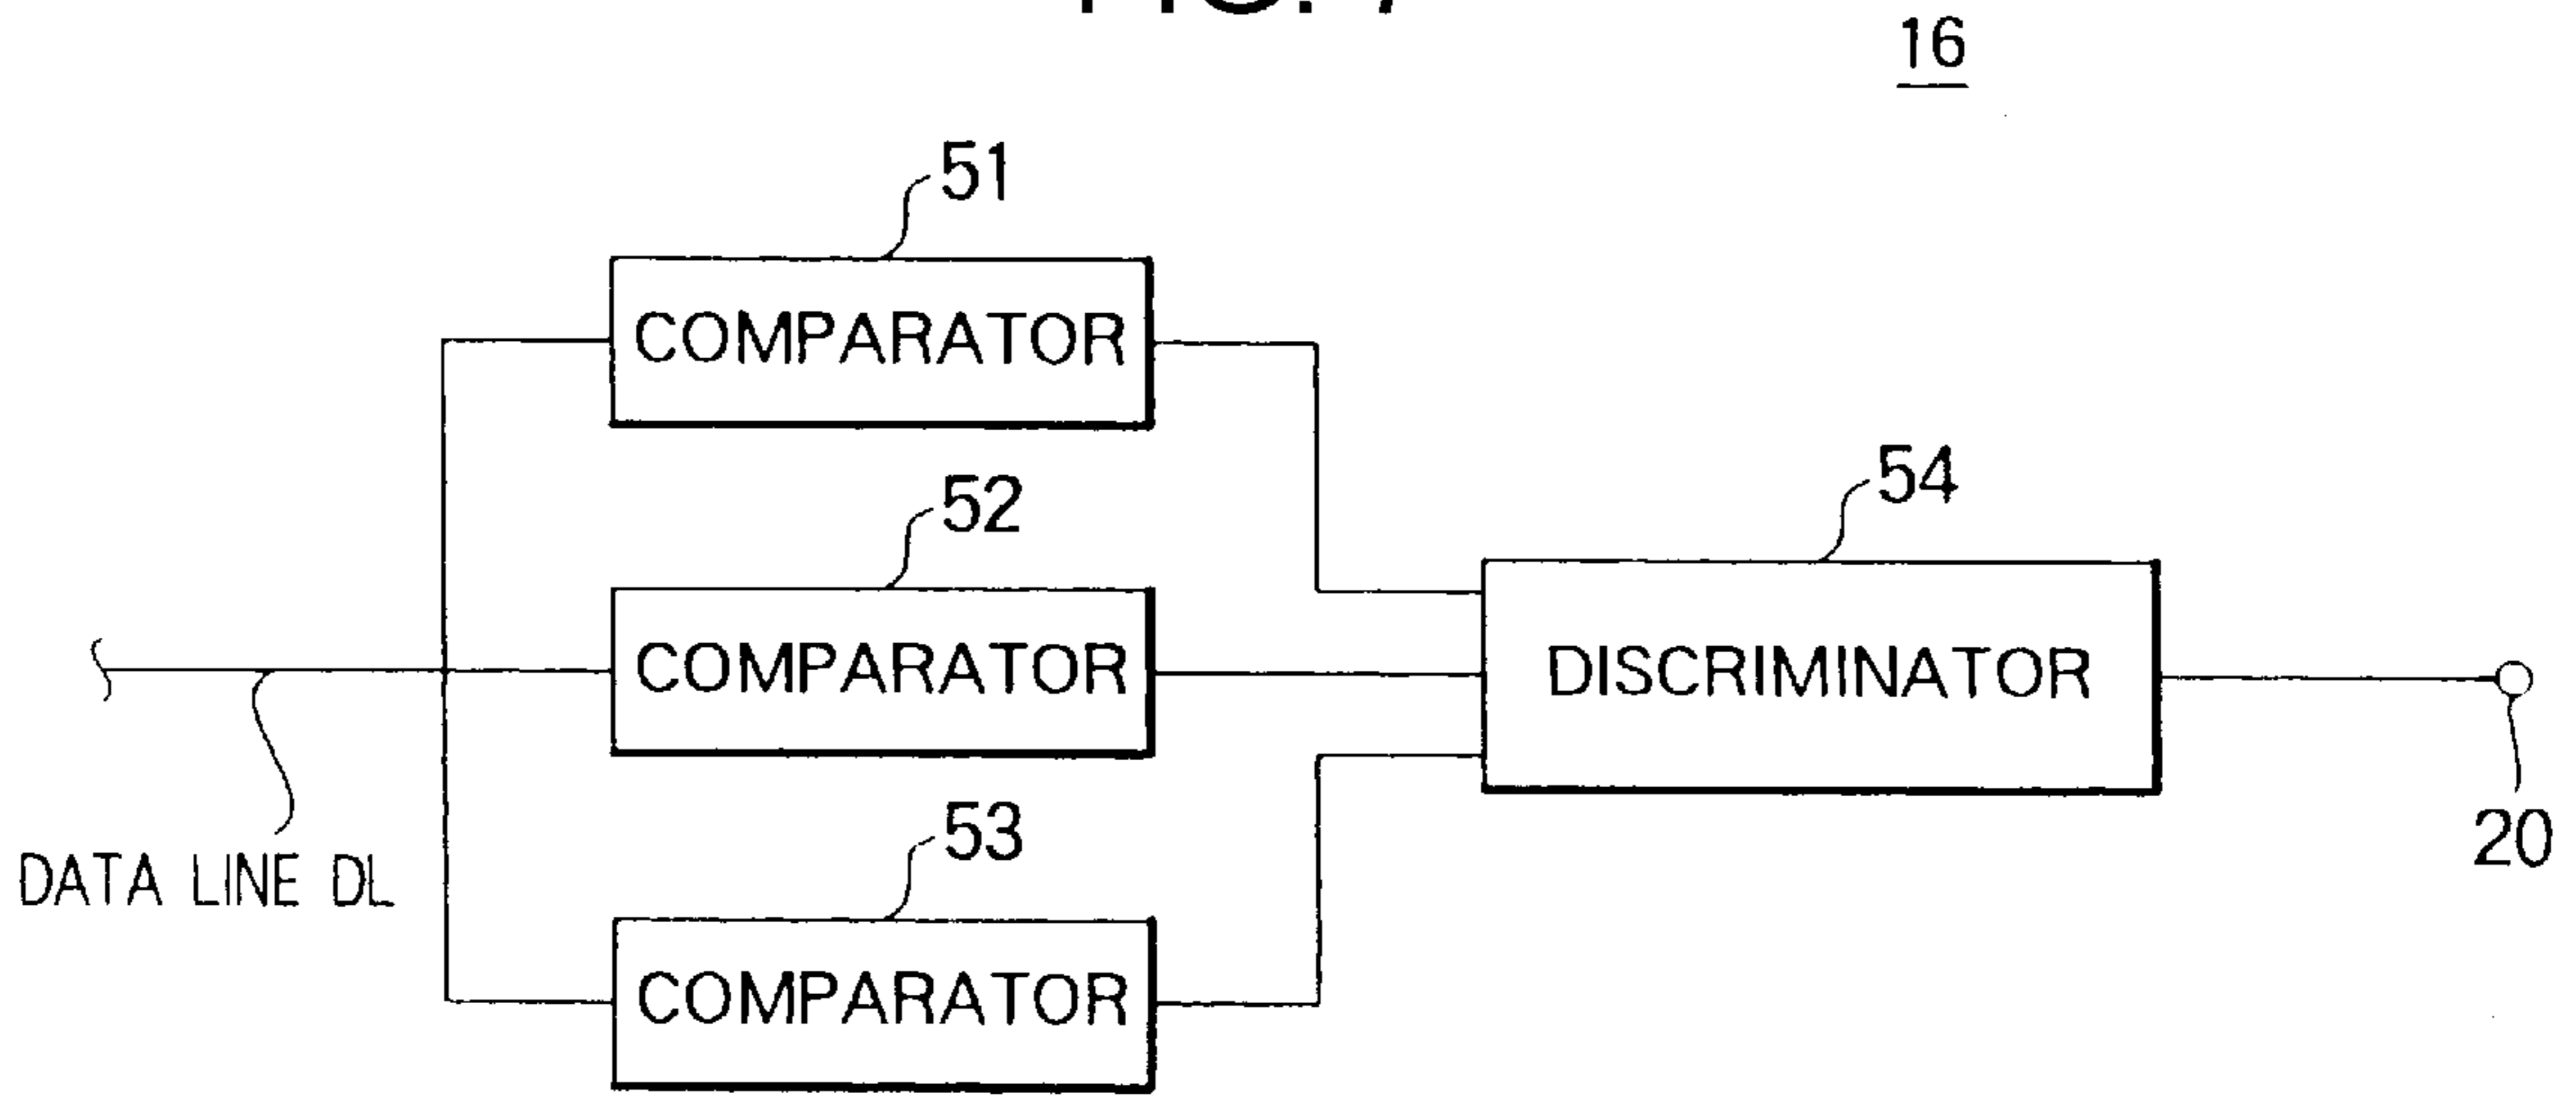 16
51
COMPARATOR
52
COMPARATOR
54
DISCRIMINATOR
20
DATA LINE DL
53
COMPARATOR